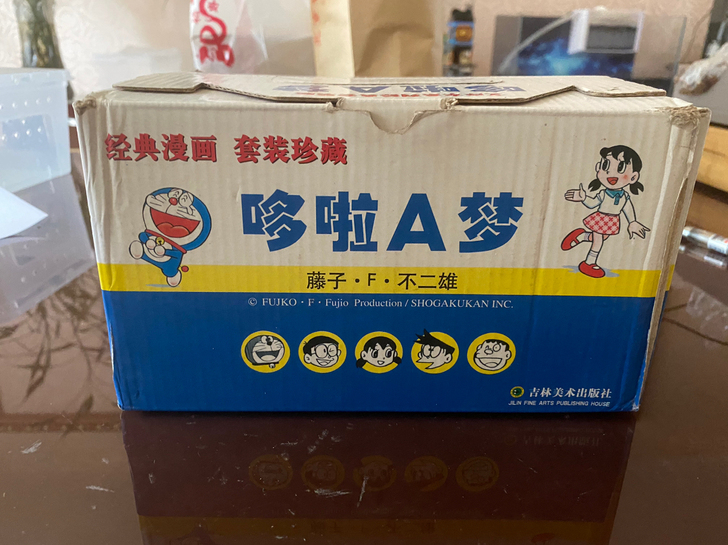 经典漫画 套装珍藏
哆啦A梦
藤子・F・不二雄
© FUJKO・F・Fujio Production / SHOGAKUKAN INC.
吉林美术出版社
JILIN FINE ARTS PUBLISHING HOUSE